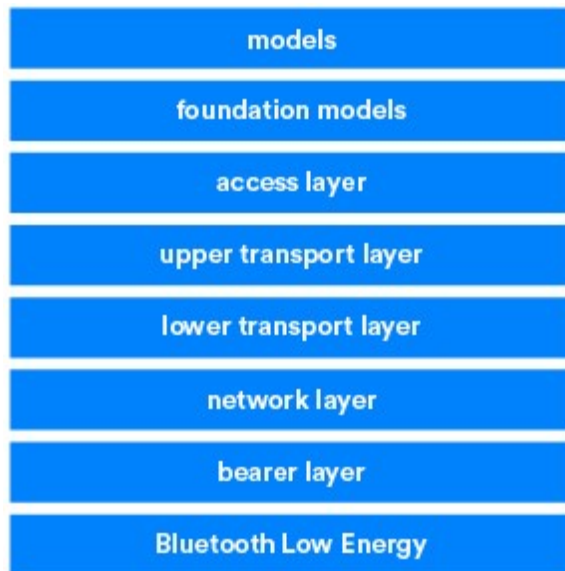 models
foundation models
access layer
upper transport layer
lower transport layer
network layer
bearer layer
Bluetooth Low Energy